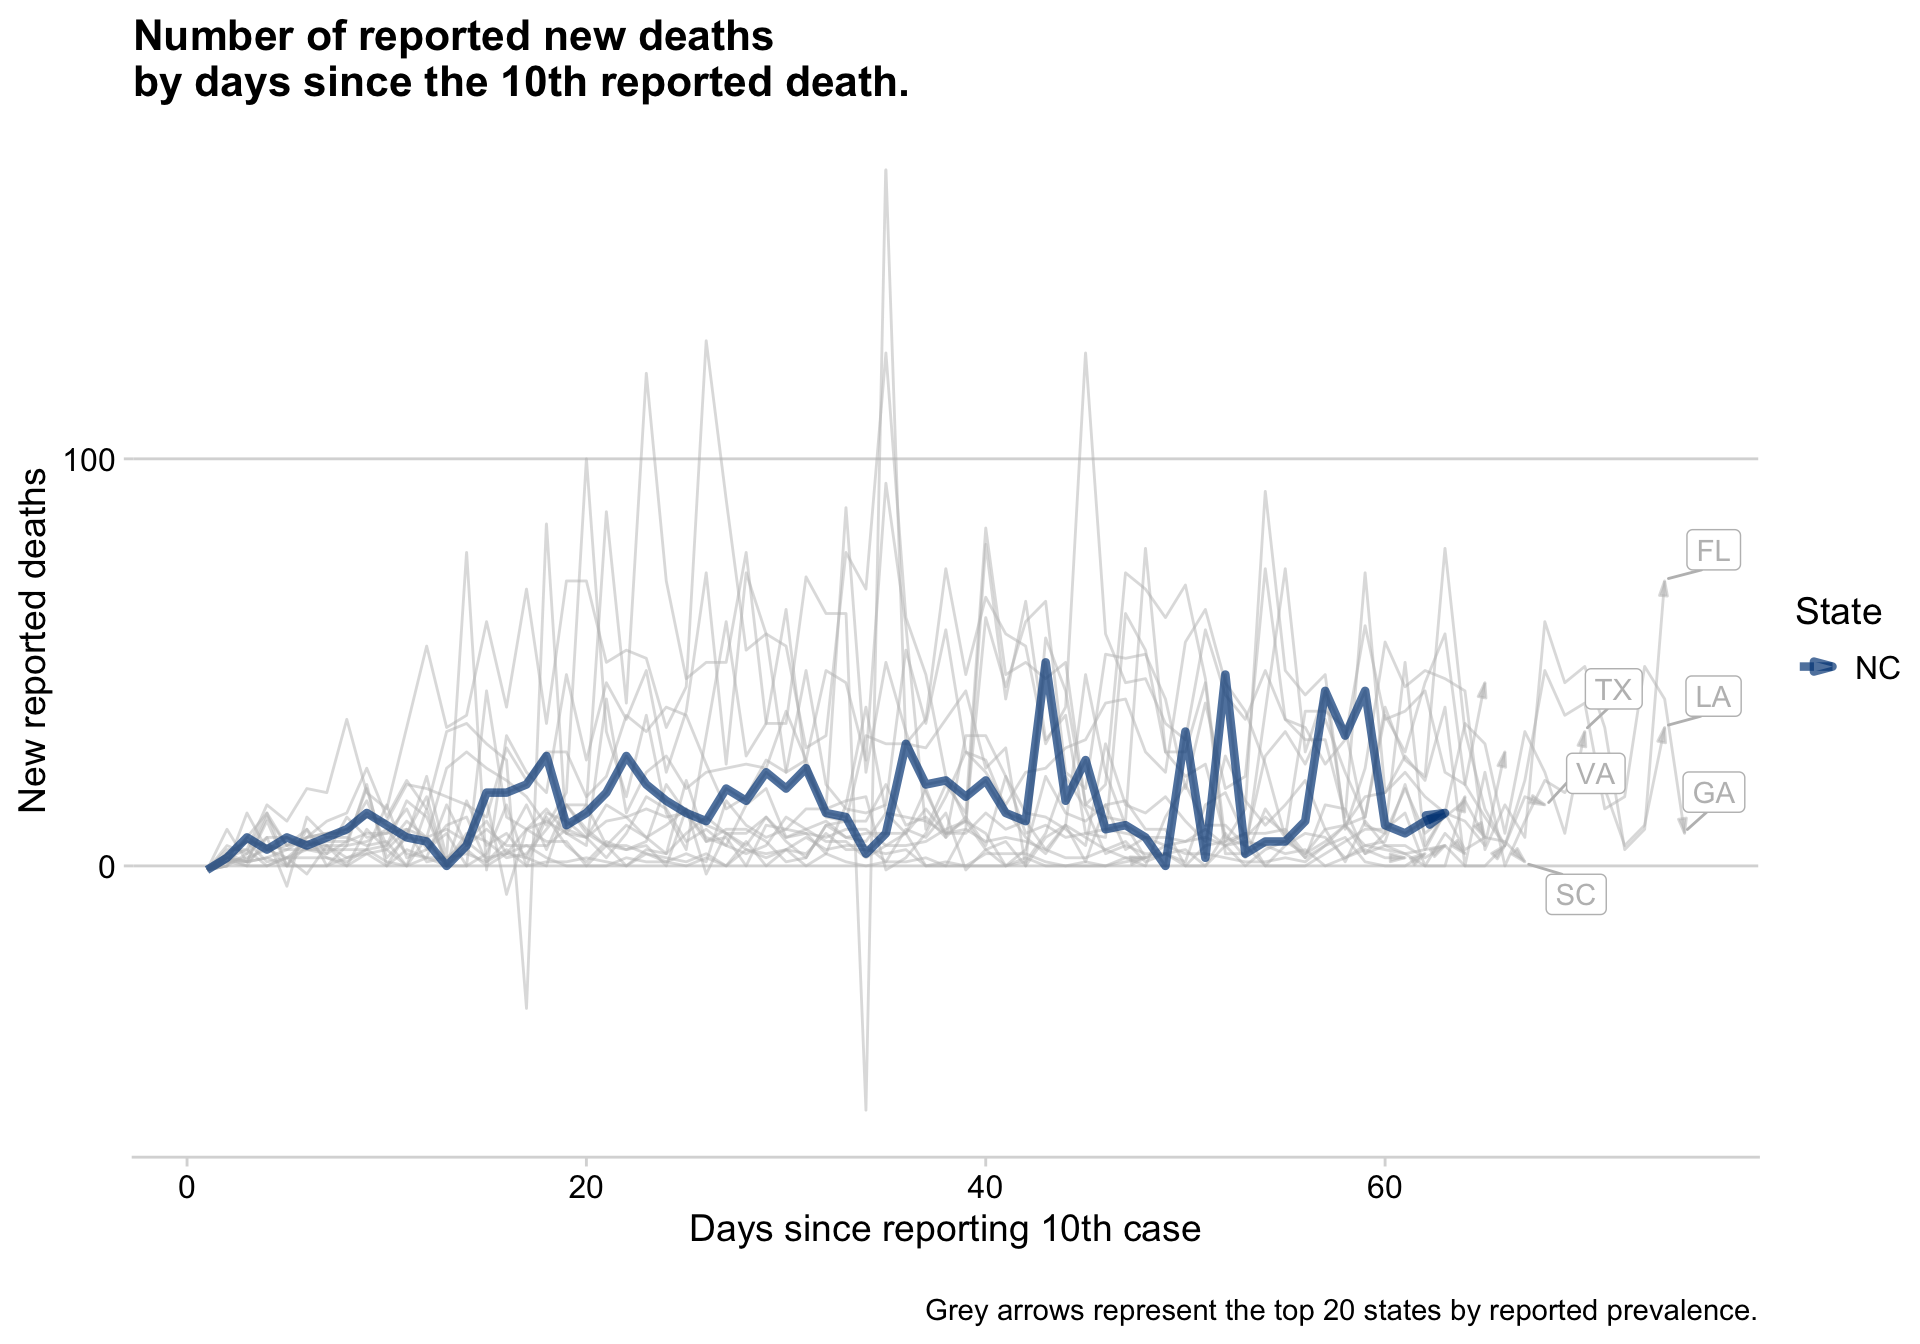 Number of reported new deaths
by days since the 10th reported death.
New reported deaths
100
0
FL
TX
LA
VA
GA
SC
State
NC
0 20 40 60
Days since reporting 10th case
Grey arrows represent the top 20 states by reported prevalence.